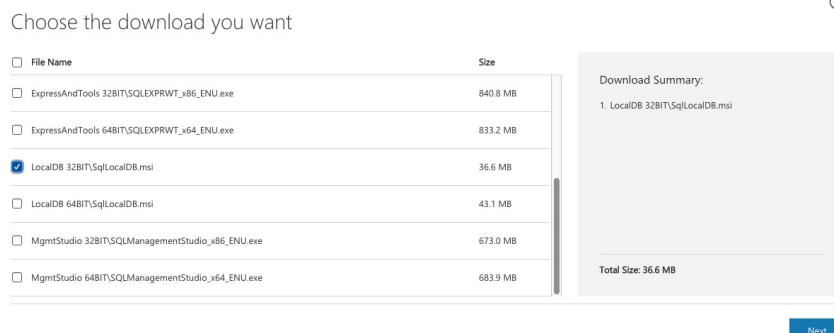 Choose the download you want
File Name Size
ExpressAndTools 32BIT\SQLEXPRWT_x86_ENU.exe 840.8 MB
ExpressAndTools 64BIT\SQLEXPRWT_x64_ENU.exe 833.2 MB
LocalDB 32BIT\SqlLocalDB.msi 36.6 MB
LocalDB 64BIT\SqlLocalDB.msi 43.1 MB
MgmtStudio 32BIT\SQLManagementStudio_x86_ENU.exe 673.0 MB
MgmtStudio 64BIT\SQLManagementStudio_x64_ENU.exe 683.9 MB
Download Summary:
1. LocalDB 32BIT\SqlLocalDB.msi
Total Size: 36.6 MB
Next